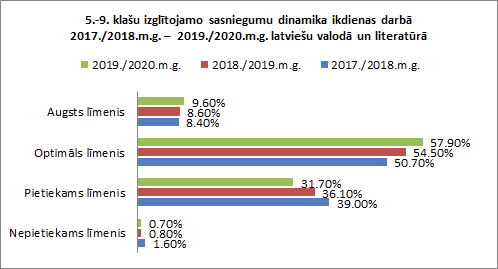 5.-9. klašu izglītojamo sasniegumu dinamika ikdienas darbā
2017./2018.m.g. – 2019./2020.m.g. latviešu valodā un literatūrā
2019./2020.m.g. 2018./2019.m.g. 2017./2018.m.g.
Augsts līmenis
9.60%
8.60%
8.40%
Optimāls līmenis
57.90%
54.50%
50.70%
Pietiekams līmenis
31.70%
36.10%
39.00%
Nepietiekams līmenis
0.70%
0.80%
1.60%